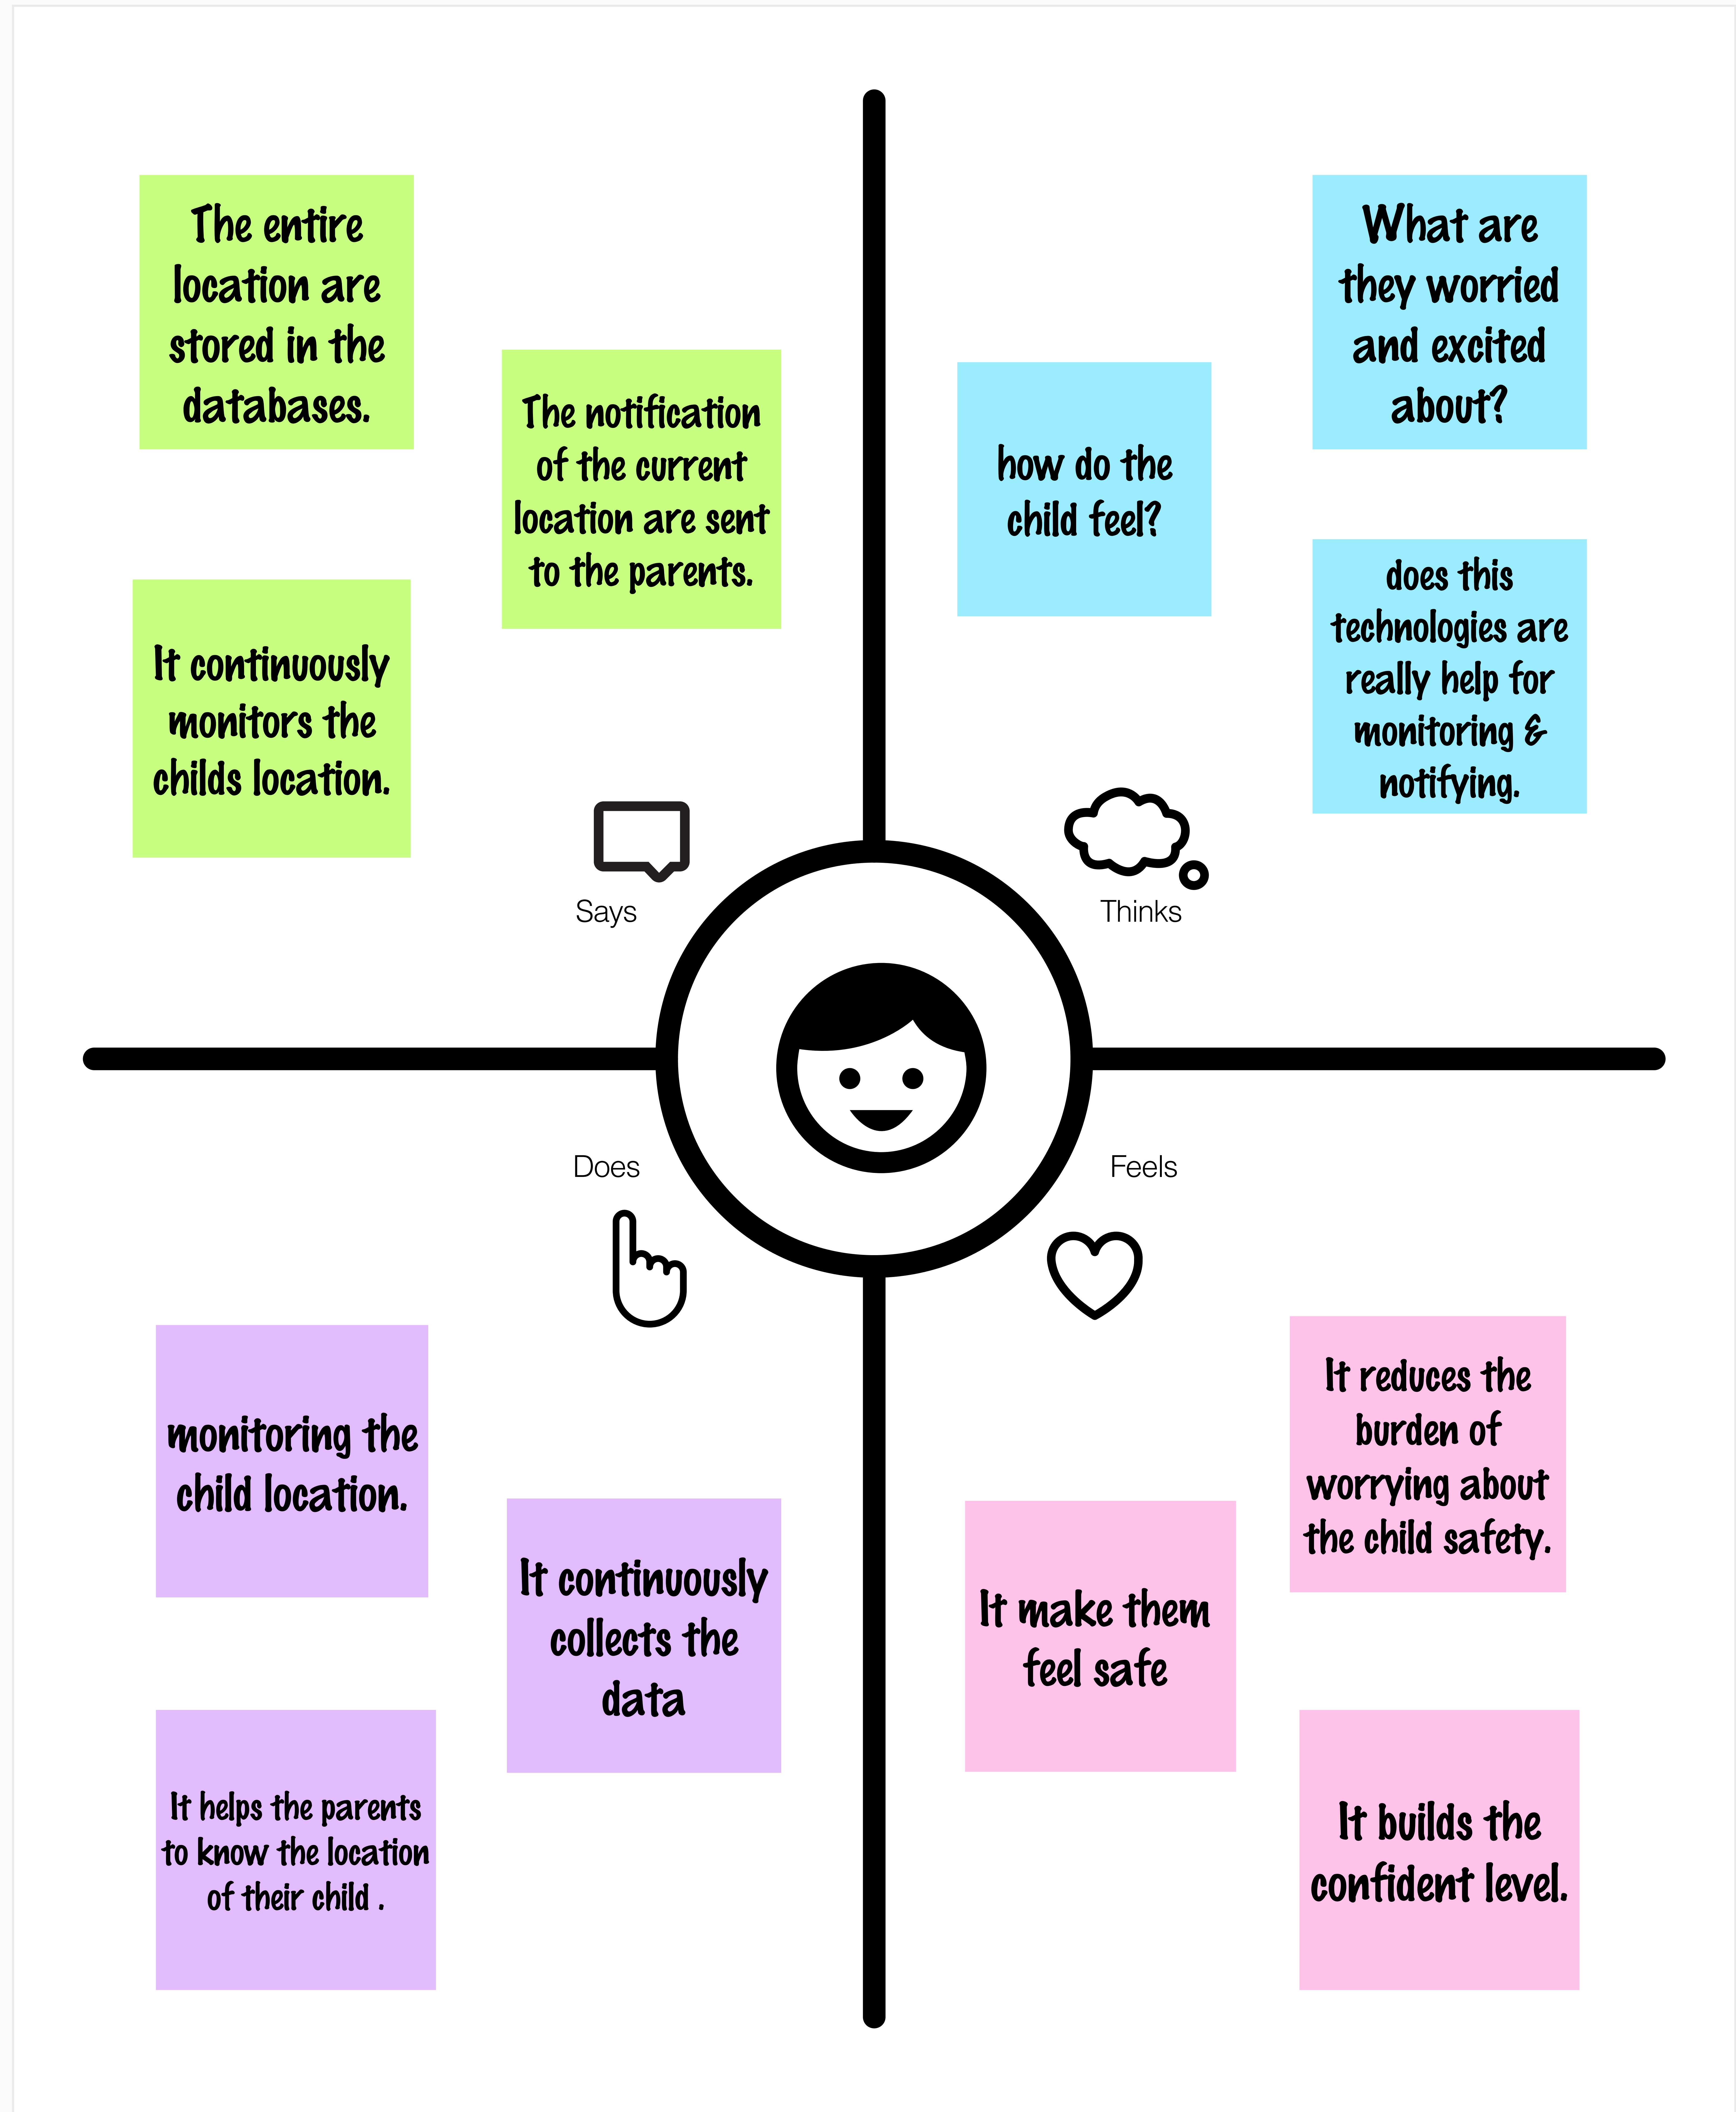 The entire
location are
stored in the
databases.
The notification
of the current
location are sent
to the parents.
It continuously
monitors the
childs location.
Says
What are
they worried
and excited
about?
how do the
child feel?
does this
technologies are
really help for
monitoring &
notifying.
Thinks
Does
monitoring the
child location.
It continuously
collects the
data
It helps the parents
to know the location
of their child .
Feels
It reduces the
burden of
worrying about
the child safety.
It make them
feel safe
It builds the
confident level.